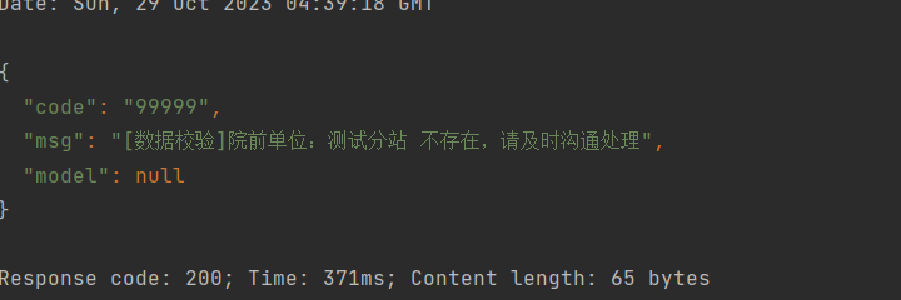 Date: Sun, 29 Oct 2023 04:39:18 GMT
{
"code": "99999",
"msg": "[数据校验]院前单位：测试分站 不存在，请及时沟通处理",
"model": null
}
Response code: 200; Time: 371ms; Content length: 65 bytes